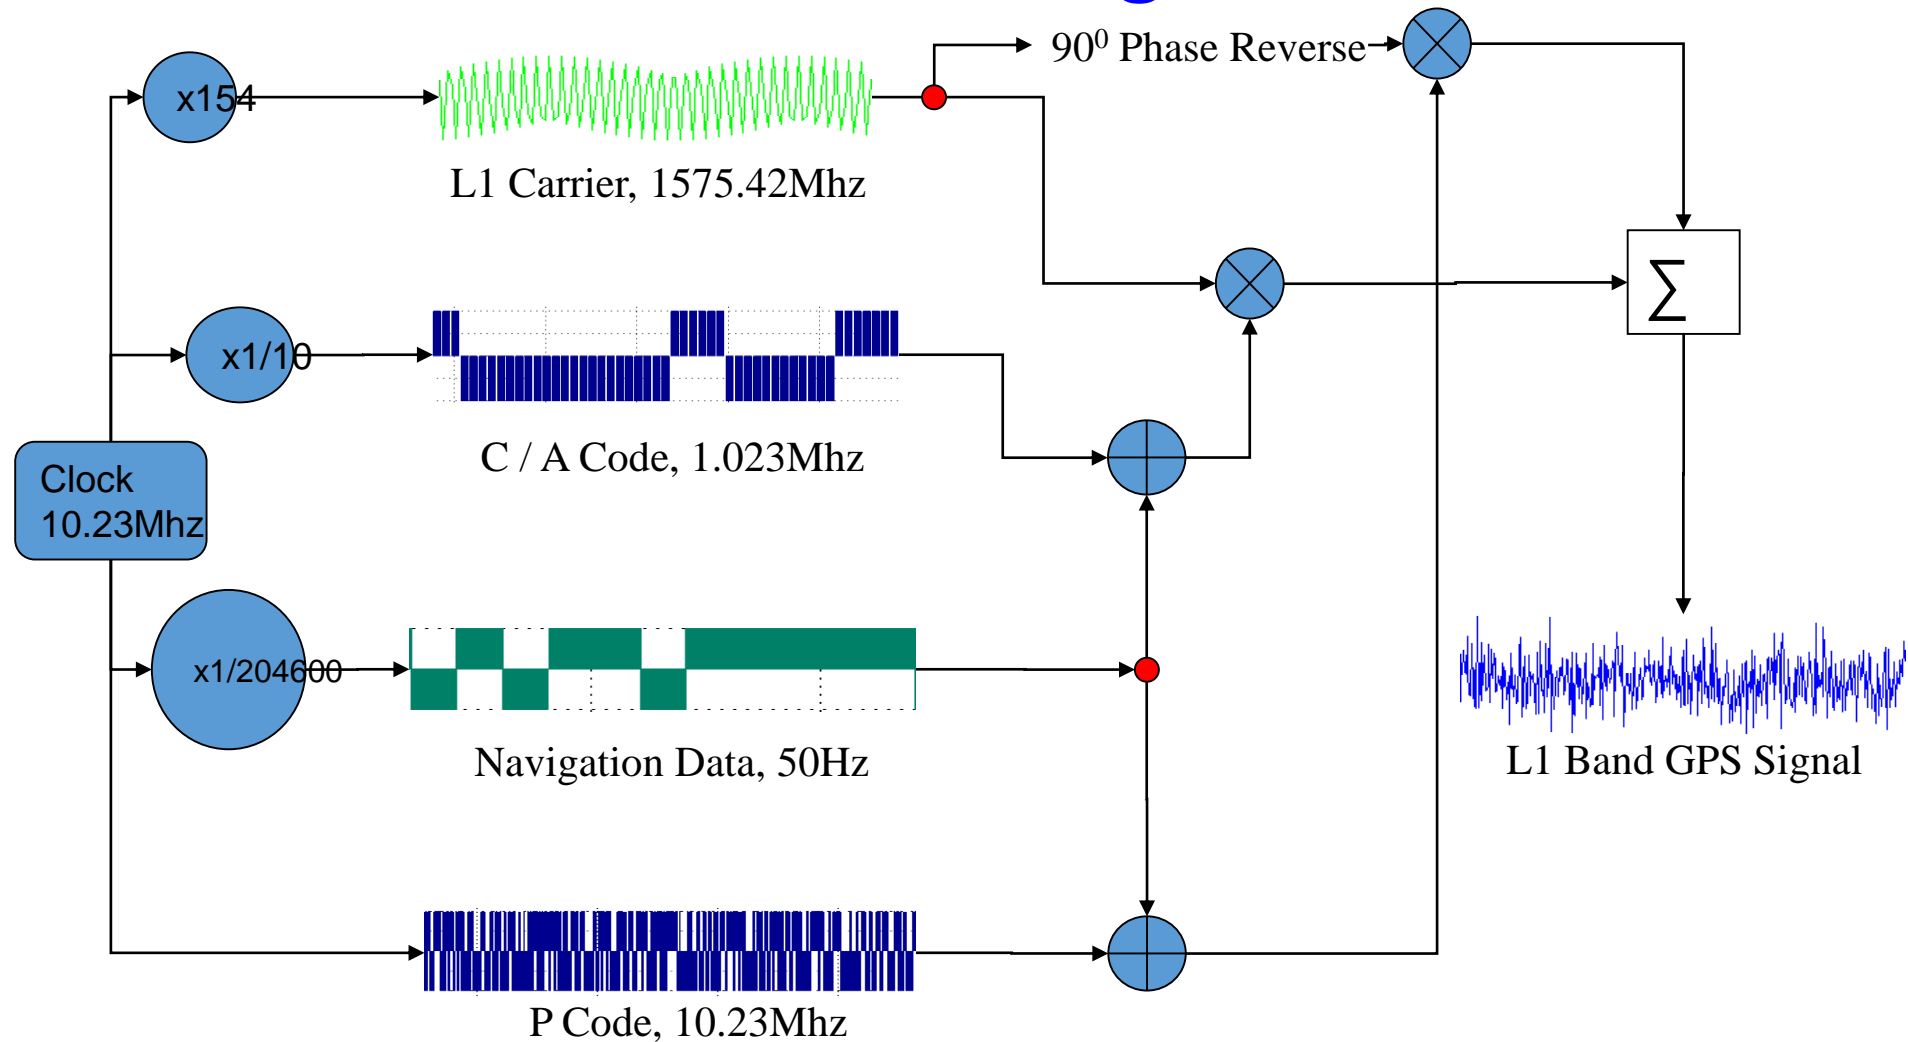 90⁰ Phase Reverse
x154
L1 Carrier, 1575.42Mhz
∑
x1/10
C / A Code, 1.023Mhz
Clock
10.23Mhz
x1/204600
Navigation Data, 50Hz
L1 Band GPS Signal
P Code, 10.23Mhz